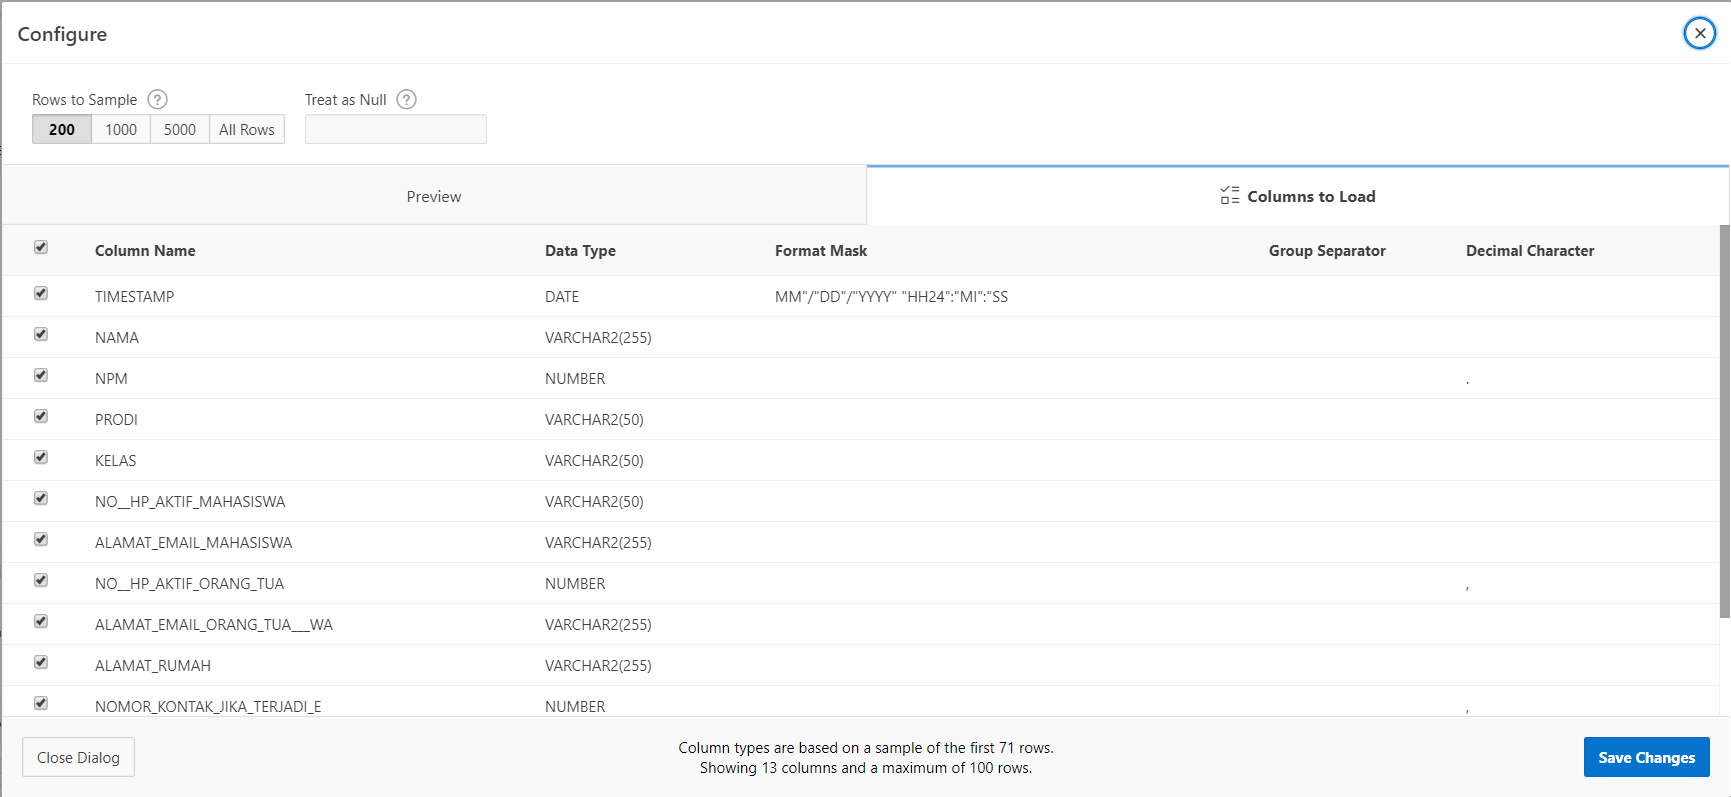 Configure
Rows to Sample ? Treat as Null ?
200 1000 5000 All Rows
Preview Columns to Load
Column Name Data Type Format Mask Group Separator Decimal Character
TIMESTAMP DATE MM"/"DD"/"YYYY" "HH24":"MI":"SS
NAMA VARCHAR2(255)
NPM NUMBER .
PRODI VARCHAR2(50)
KELAS VARCHAR2(50)
NO__HP_AKTIF_MAHASISWA VARCHAR2(50)
ALAMAT_EMAIL_MAHASISWA VARCHAR2(255)
NO__HP_AKTIF_ORANG_TUA NUMBER ,
ALAMAT_EMAIL_ORANG_TUA___WA VARCHAR2(255)
ALAMAT_RUMAH VARCHAR2(255)
NOMOR_KONTAK_JIKA_TERJADI_E NUMBER ,
Close Dialog
Column types are based on a sample of the first 71 rows.
Showing 13 columns and a maximum of 100 rows.
Save Changes